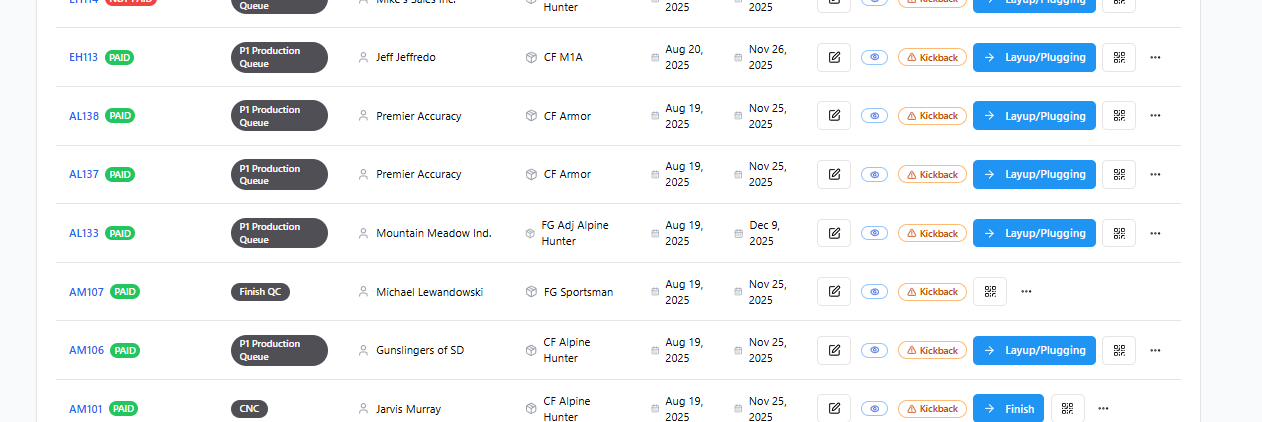 EH114 NOT PAID Queue Mike's Sales Inc. Hunter 2025 2025 Kickback Layup/Plugging
EH113 PAID P1 Production Queue Jeff Jeffredo CF M1A Aug 20, 2025 Nov 26, 2025 Kickback Layup/Plugging
AL138 PAID P1 Production Queue Premier Accuracy CF Armor Aug 19, 2025 Nov 25, 2025 Kickback Layup/Plugging
AL137 PAID P1 Production Queue Premier Accuracy CF Armor Aug 19, 2025 Nov 25, 2025 Kickback Layup/Plugging
AL133 PAID P1 Production Queue Mountain Meadow Ind. FG Adj Alpine Hunter Aug 19, 2025 Dec 9, 2025 Kickback Layup/Plugging
AM107 PAID Finish QC Michael Lewandowski FG Sportsman Aug 19, 2025 Nov 25, 2025 Kickback
AM106 PAID P1 Production Queue Gunslingers of SD CF Alpine Hunter Aug 19, 2025 Nov 25, 2025 Kickback Layup/Plugging
AM101 PAID CNC Jarvis Murray CF Alpine Hunter Aug 19, 2025 Nov 25, 2025 Kickback Finish